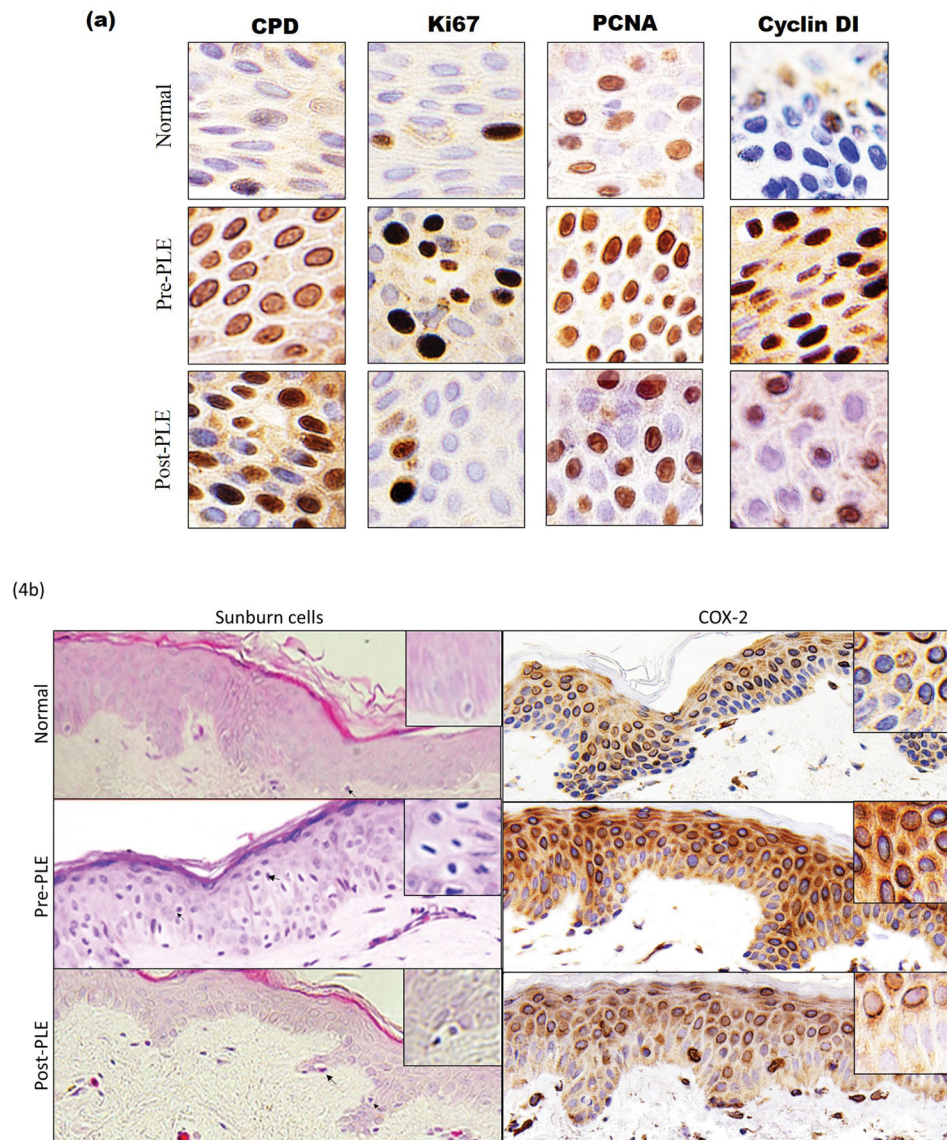 (a)
CPD Ki67 PCNA Cyclin DI
Normal
Pre-PLE
Post-PLE
(4b)
Sunburn cells COX-2
Normal
Pre-PLE
Post-PLE